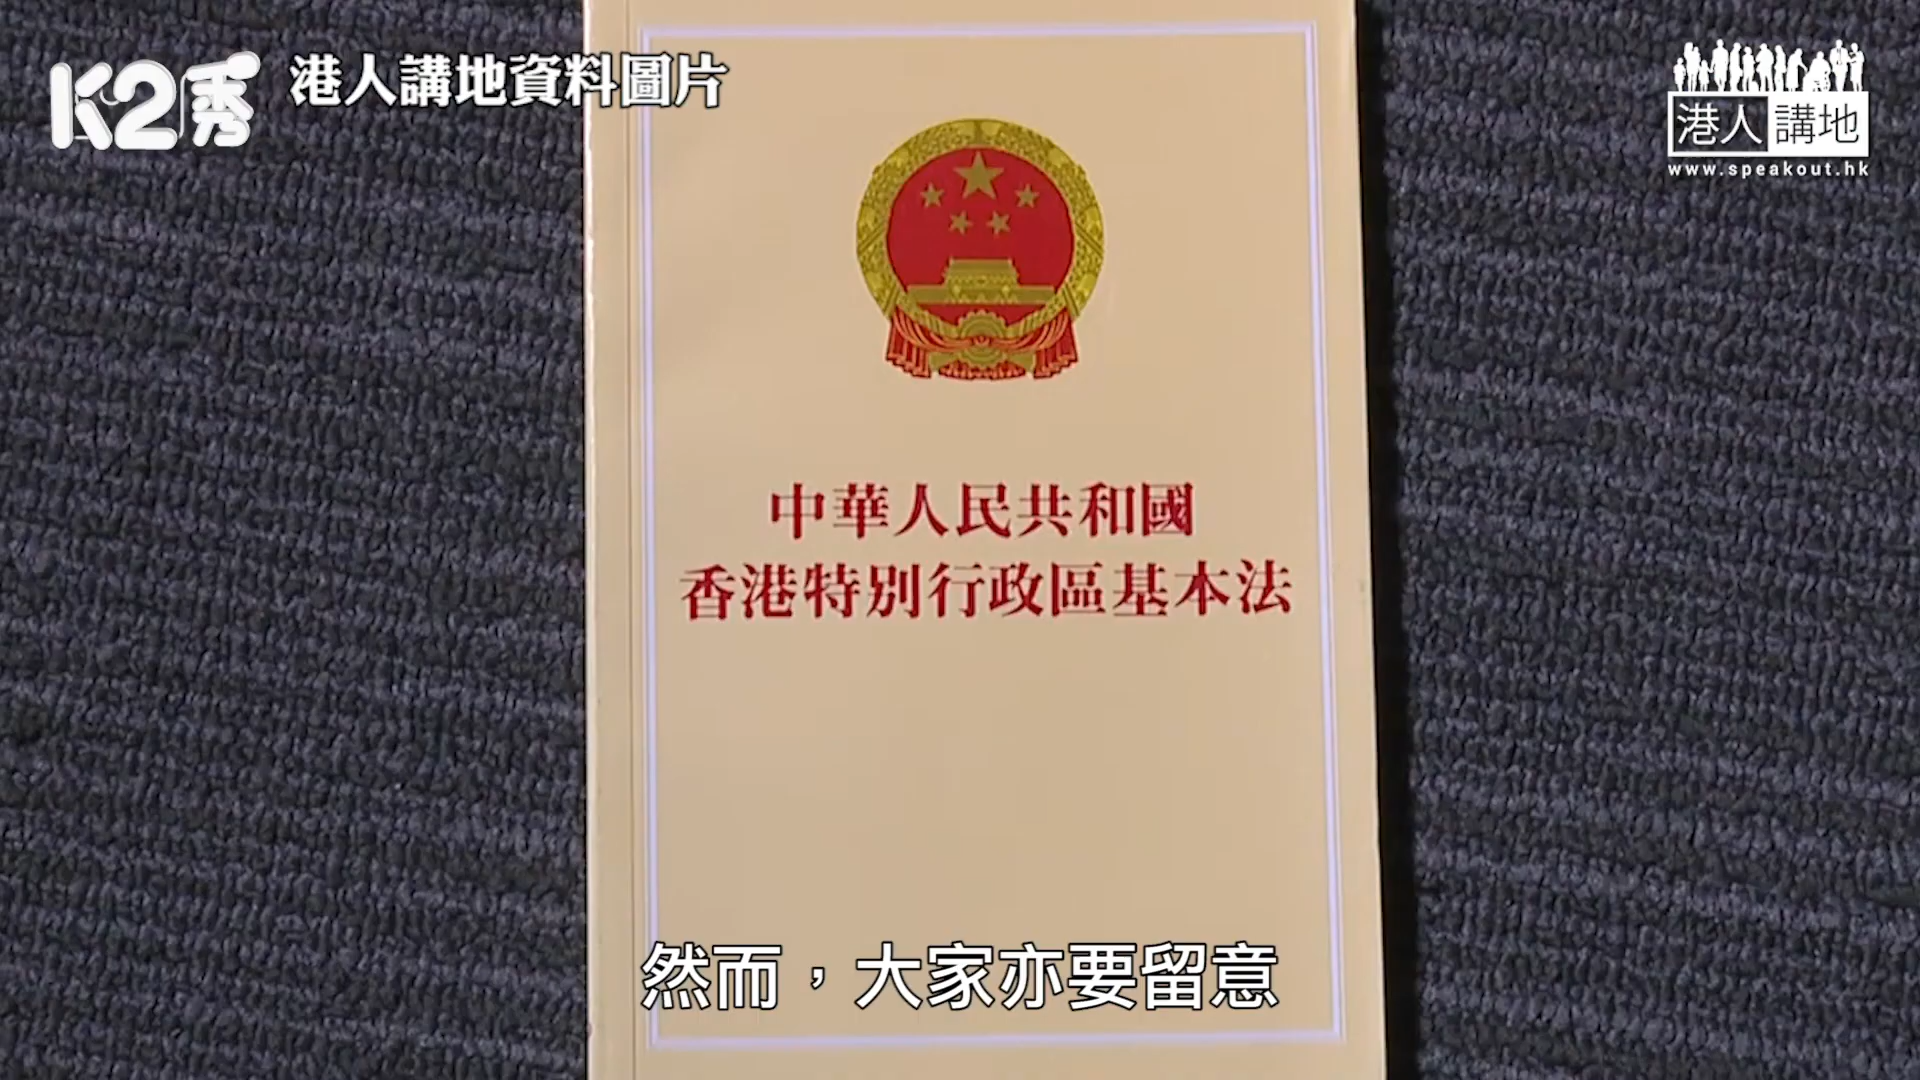 K2秀
港人講地資料圖片
港人講地
www.speakout.hk
中華人民共和國
香港特別行政區基本法
然而，大家亦要留意